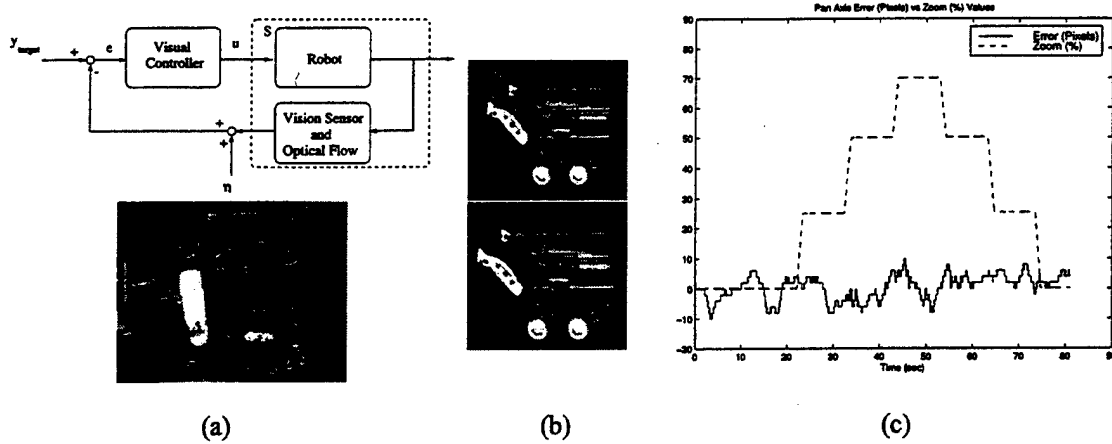 y target
+
e
Visual
Controller
u
S
Robot
-
+
Vision Sensor
and
Optical Flow
+
η
Pan Axis Error (Pixels) vs Zoom (%) Values
Error (Pixels)
Zoom (%)
90
80
70
60
50
40
30
20
10
0
-10
-20
0
10
20
30
40
50
60
70
80
90
Time (sec)
(a)
(b)
(c)